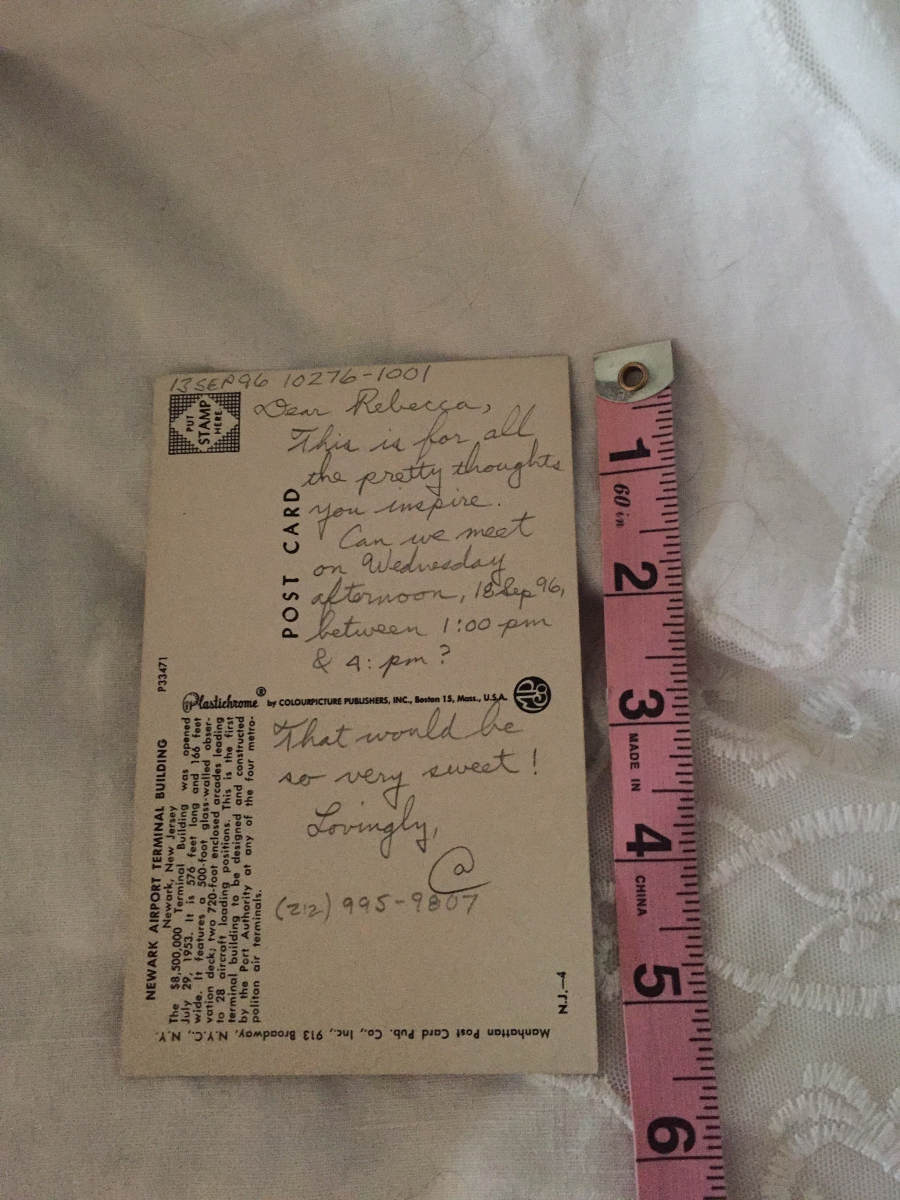 13 SEP 96 10276-1001
PUT
STAMP
HERE
Dear Rebecca,
This is for all
the pretty thoughts
you inspire.
Can we meet
on Wednesday
afternoon, 18 Sep 96,
between 1:00 pm
& 4: pm?
That would be
so very sweet!
Lovingly,
@
(212) 995-9807
POST CARD
P33471
Plastichrome® by COLOURPICTURE PUBLISHERS, INC., Boston 15, Mass., U.S.A.
NEWARK AIRPORT TERMINAL BUILDING
Newark, New Jersey
The $8,500,000 Terminal Building was opened
July 29, 1953. It is 576 feet long and 166 feet
wide. It features a 500-foot glass-walled obser-
vation deck; two 720-foot enclosed arcades leading
to 28 aircraft loading positions. This is the first
terminal building to be designed and constructed
by the Port Authority at any of the four metro-
politan air terminals.
Manhattan Post Card Pub. Co., Inc., 913 Broadway, N.Y.C., N.Y.
N.J.—4
1
60 in
2
3
MADE IN
4
CHINA
5
6